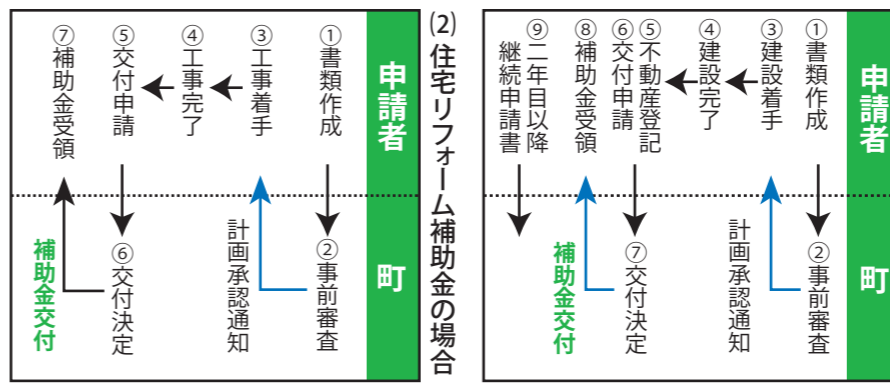 申請者
町
①書類作成
②事前審査
計画承認通知
③建設着手
④建設完了
⑤不動産登記
⑥交付申請
⑦交付決定
補助金交付
⑧補助金受領
⑨二年目以降
継続申請書
(2)住宅リフォーム補助金の場合
申請者
町
①書類作成
②事前審査
計画承認通知
③工事着手
④工事完了
⑤交付申請
⑥交付決定
補助金交付
⑦補助金受領